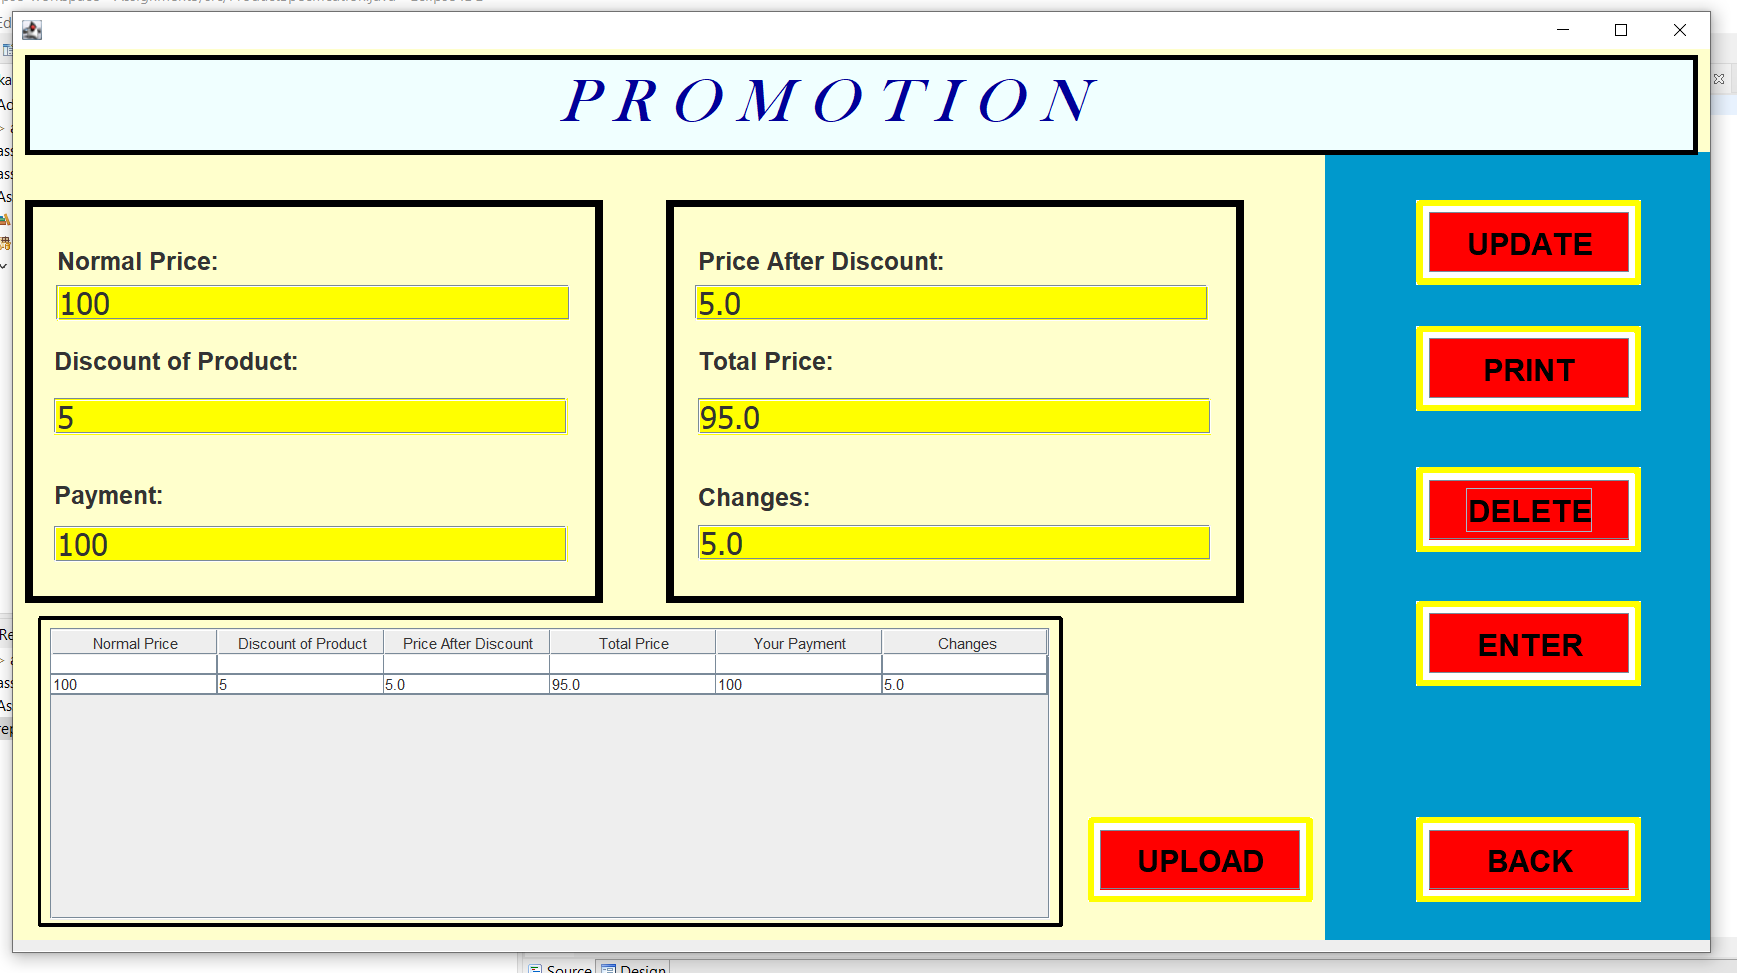 PROMOTION
Normal Price:
100
Discount of Product:
5
Payment:
100
Price After Discount:
5.0
Total Price:
95.0
Changes:
5.0
UPDATE
PRINT
DELETE
ENTER
BACK
UPLOAD
Normal Price Discount of Product Price After Discount Total Price Your Payment Changes
100 5 5.0 95.0 100 5.0
Source Design